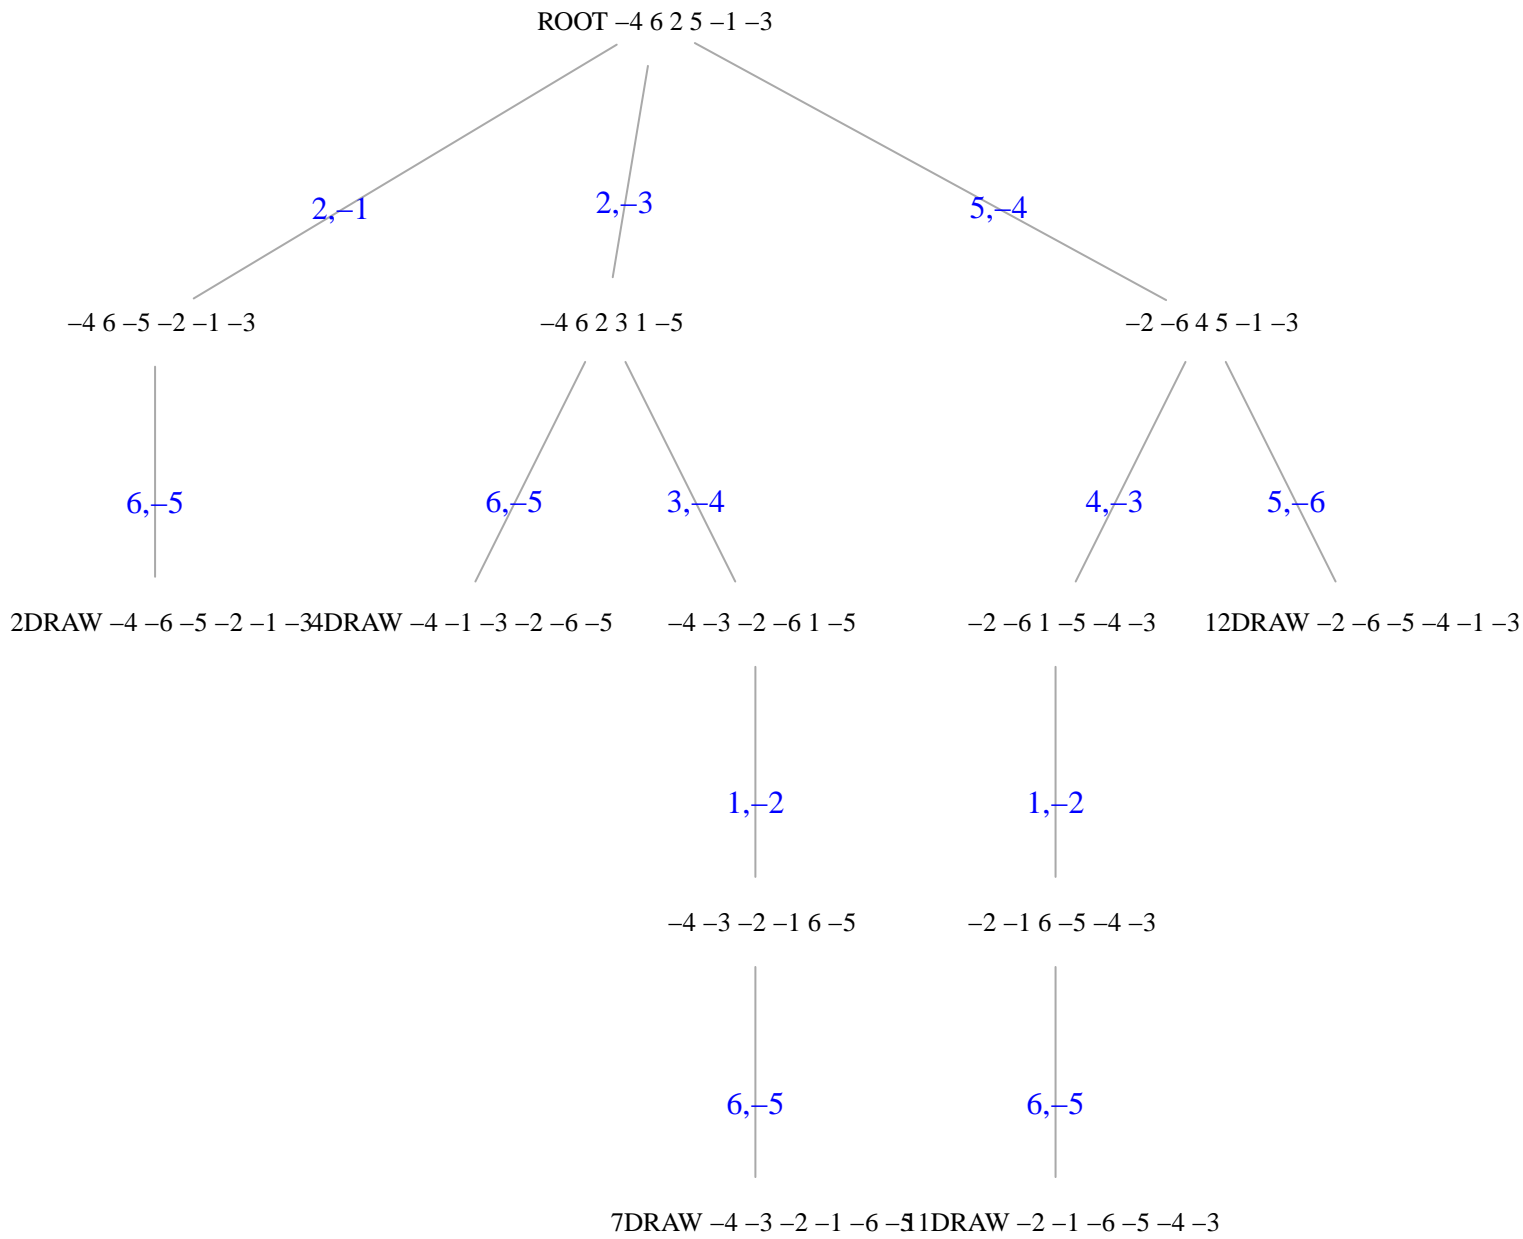 ROOT –4 6 2 5 –1 –3
2,–1
2,–3
5,–4
–4 6 –5 –2 –1 –3
–4 6 2 3 1 –5
–2 –6 4 5 –1 –3
6,–5
6,–5
3,–4
4,–3
5,–6
2DRAW –4 –6 –5 –2 –1 –3
4DRAW –4 –1 –3 –2 –6 –5
–4 –3 –2 –6 1 –5
–2 –6 1 –5 –4 –3
12DRAW –2 –6 –5 –4 –1 –3
1,–2
1,–2
–4 –3 –2 –1 6 –5
–2 –1 6 –5 –4 –3
6,–5
6,–5
7DRAW –4 –3 –2 –1 –6 –5
11DRAW –2 –1 –6 –5 –4 –3